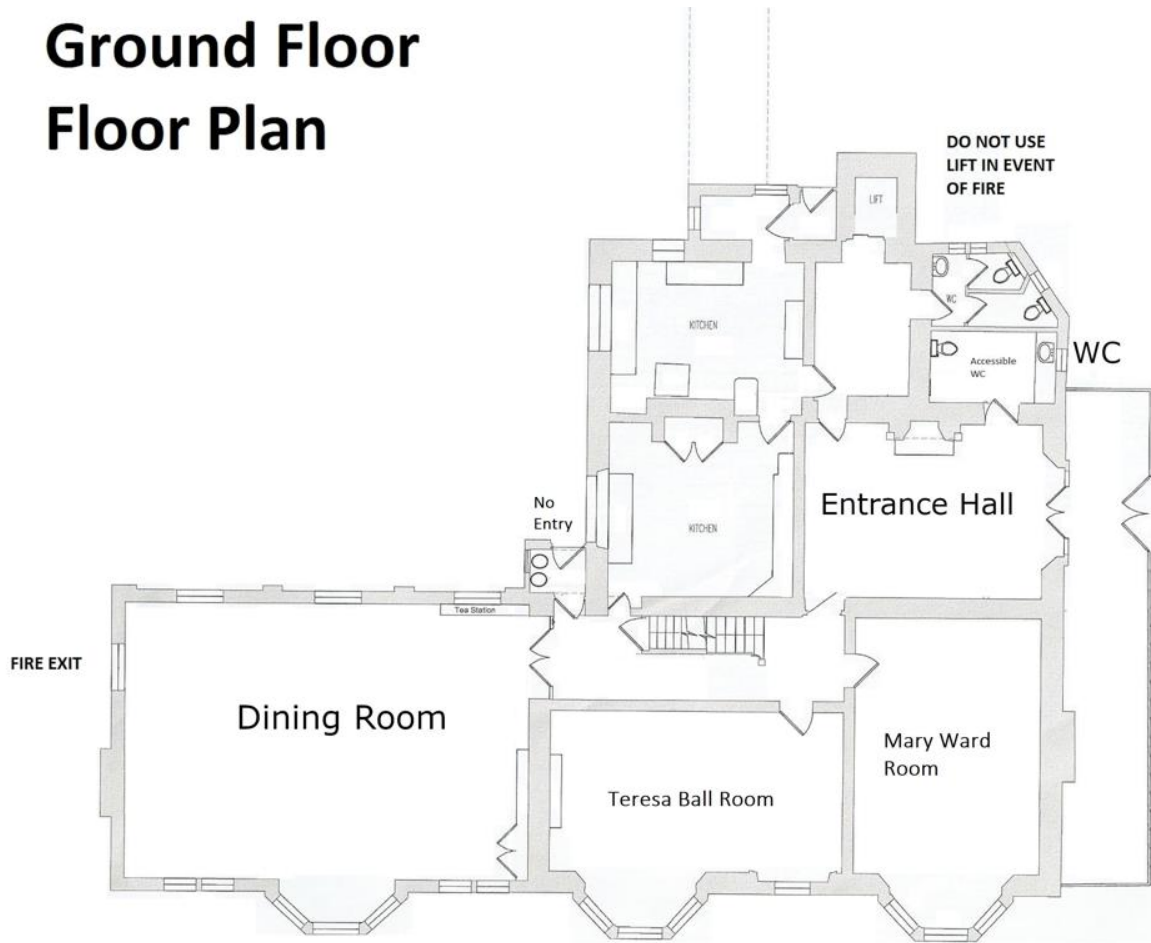 Ground Floor
Floor Plan
DO NOT USE
LIFT IN EVENT
OF FIRE
LIFT
WC
KITCHEN
WC
Accessible
WC
Entrance Hall
No
Entry
KITCHEN
Tea Station
FIRE EXIT
Dining Room
Mary Ward
Room
Teresa Ball Room